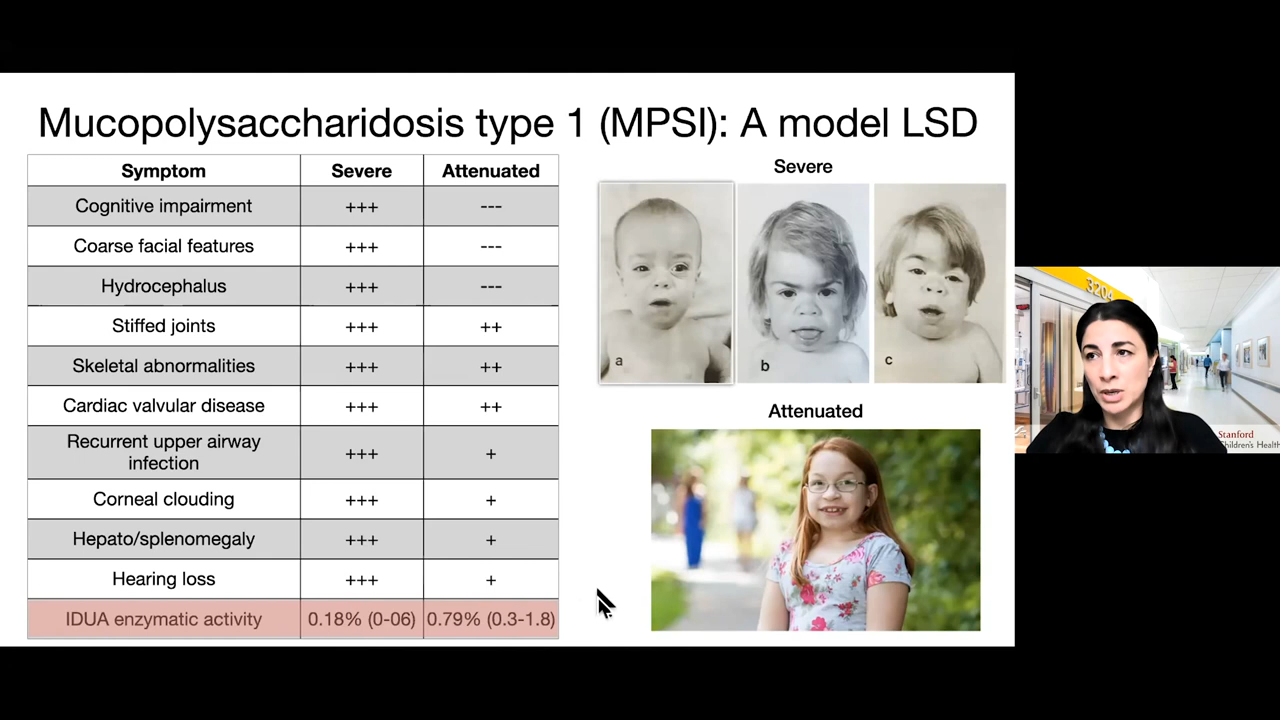 Mucopolysaccharidosis type 1 (MPSI): A model LSD
Symptom Severe Attenuated
Cognitive impairment +++ ---
Coarse facial features +++ ---
Hydrocephalus +++ ---
Stiffed joints +++ ++
Skeletal abnormalities +++ ++
Cardiac valvular disease +++ ++
Recurrent upper airway
infection +++ +
Corneal clouding +++ +
Hepato/splenomegaly +++ +
Hearing loss +++ +
IDUA enzymatic activity 0.18% (0-06) 0.79% (0.3-1.8)
Severe
a b c
Attenuated
3204
Stanford
Children's Health